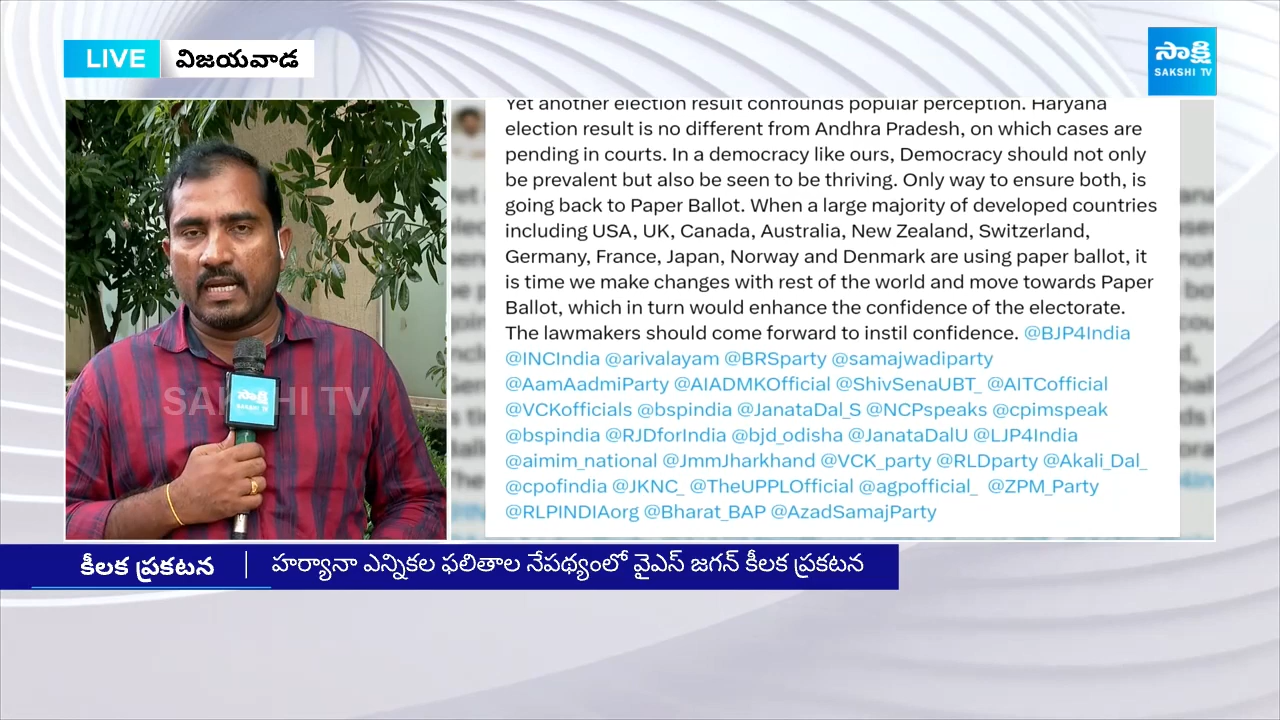 LIVE విజయవాడ
సాక్షి
SAKSHI TV
Yet another election result confounds popular perception. Haryana
election result is no different from Andhra Pradesh, on which cases are
pending in courts. In a democracy like ours, Democracy should not only
be prevalent but also be seen to be thriving. Only way to ensure both, is
going back to Paper Ballot. When a large majority of developed countries
including USA, UK, Canada, Australia, New Zealand, Switzerland,
Germany, France, Japan, Norway and Denmark are using paper ballot, it
is time we make changes with rest of the world and move towards Paper
Ballot, which in turn would enhance the confidence of the electorate.
The lawmakers should come forward to instil confidence. @BJP4India
@INCIndia @arivalayam @BRSparty @samajwadiparty
@AamAadmiParty @AIADMKOfficial @ShivSenaUBT_ @AITCofficial
@VCKofficials @bspindia @JanataDal_S @NCPspeaks @cpimspeak
@bspindia @RJDforIndia @bjd_odisha @JanataDalU @LJP4India
@aimim_national @JmmJharkhand @VCK_party @RLDparty @Akali_Dal_
@cpofindia @JKNC_ @TheUPPLOfficial @agpofficial_ @ZPM_Party
@RLPINDIAorg @Bharat_BAP @AzadSamajParty
SAKSHI TV
సాక్షి
SAKSHI TV
కీలక ప్రకటన | హర్యానా ఎన్నికల ఫలితాల నేపథ్యంలో వైఎస్ జగన్ కీలక ప్రకటన